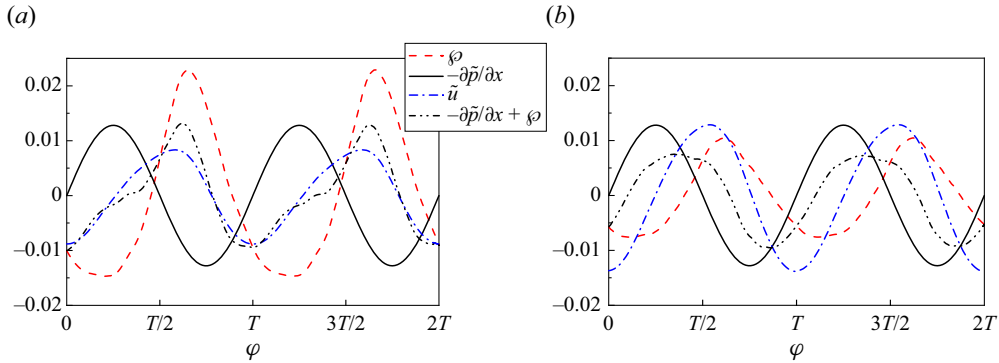 (a)
(b)
℘
−∂p̃/∂x
ũ
−∂p̃/∂x + ℘
0.02
0.01
0
−0.01
−0.02
0.02
0.01
0
−0.01
−0.02
0 T/2 T 3T/2 2T
0 T/2 T 3T/2 2T
φ
φ